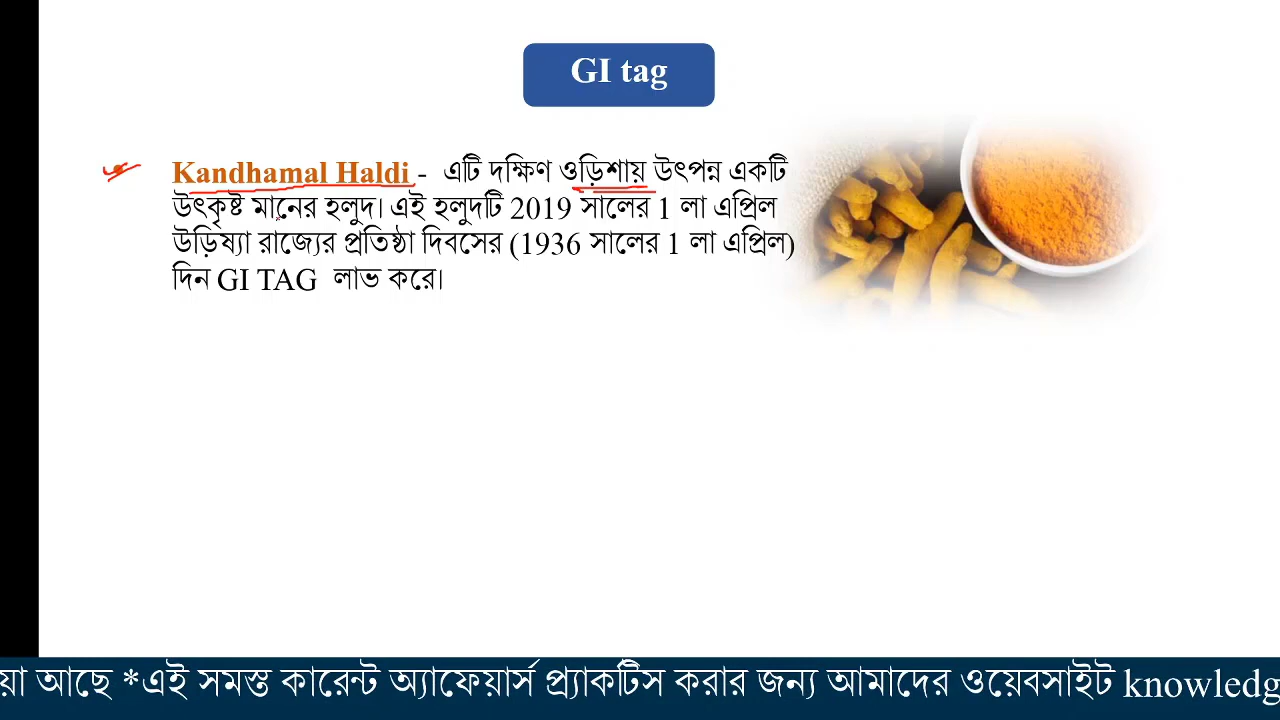 GI tag
Kandhamal Haldi - এটি দক্ষিণ ওড়িশায় উৎপন্ন একটি
উৎকৃষ্ট মানের হলুদ। এই হলুদটি 2019 সালের 1 লা এপ্রিল
উড়িষ্যা রাজ্যের প্রতিষ্ঠা দিবসের (1936 সালের 1 লা এপ্রিল)
দিন GI TAG লাভ করে।
য়া আছে *এই সমস্ত কারেন্ট অ্যাফেয়ার্স প্র্যাকটিস করার জন্য আমাদের ওয়েবসাইট knowledg